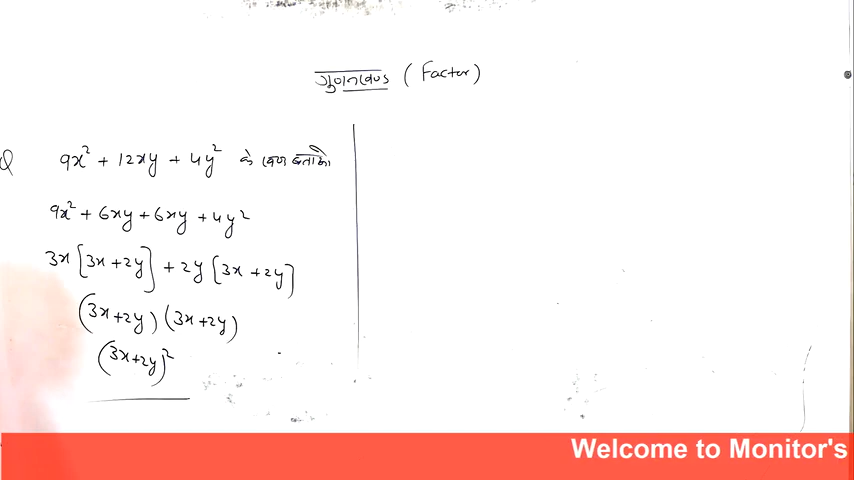 गुणनखण्ड (Factor)
Q 9x² + 12xy + 4y² के खण्ड बताओ
9x² + 6xy + 6xy + 4y²
3x [3x + 2y] + 2y [3x + 2y]
(3x + 2y) (3x + 2y)
(3x + 2y)²
Welcome to Monitor's